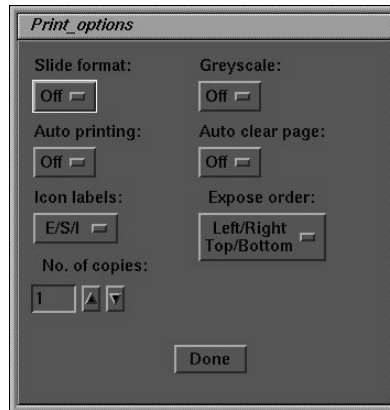 Print_options
Slide format: Greyscale:
Off Off
Auto printing: Auto clear page:
Off Off
Icon labels: Expose order:
E/S/I Left/Right
Top/Bottom
No. of copies:
1
Done